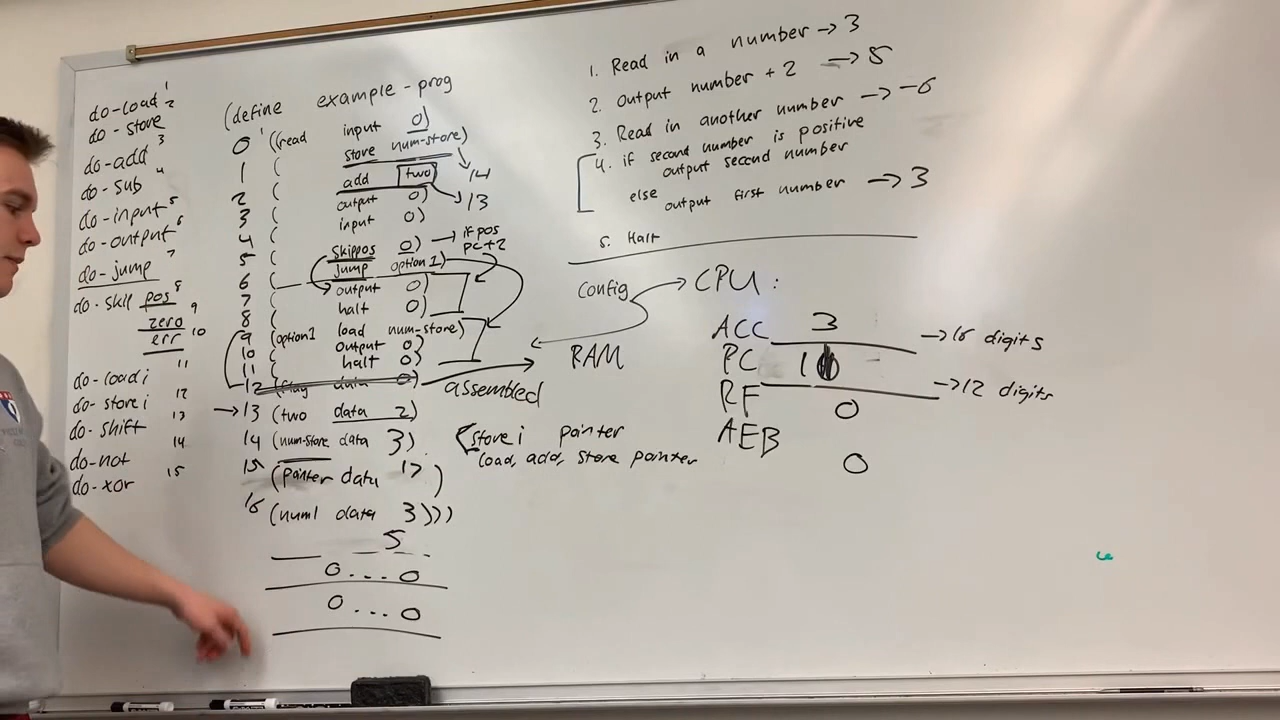 do-load 1
do-store 2
do-add 3
do-sub 4
do-input 5
do-output 6
do-jump 7
do-skip pos 8
zero 9
err 10
do-loadi 11
do-storei 12
do-shift 13
do-not 14
do-xor 15
(define example-prog
0 ((read input 0)
1 ( store num-store) → 14
2 ( add two) → 13
3 ( output 0)
4 ( input 0)
5 ( skippos 0) → if pos PC+2
6 ( jump option1)
7 ( output 0)
8 ( halt 0)
9 (option1 load num-store)
10 ( output 0)
11 ( halt 0)
12 data 0)
→ 13 (two data 2)
14 (num-store data 3)
15 (pointer data 17)
16 (num1 data 3)))
5
0...0
0...0
assembled
RAM
storei pointer
load, add, store pointer
1. Read in a number → 3
2. Output number + 2 → 5
3. Read in another number → -6
4. if second number is positive
output second number
else
output first number → 3
5. Halt
config
CPU:
ACC 3 → 16 digits
PC 1
RF 0 → 12 digits
AEB 0